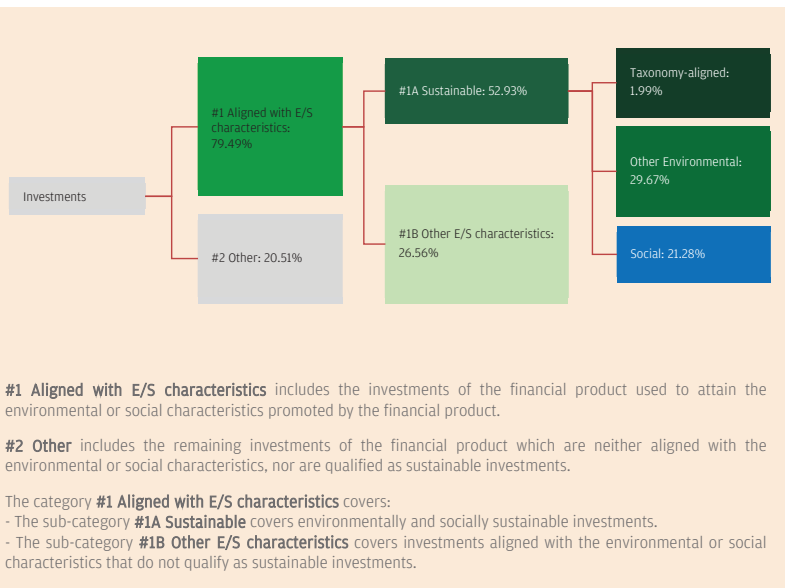 Investments
#1 Aligned with E/S
characteristics:
79.49%
#2 Other: 20.51%
#1A Sustainable: 52.93%
#1B Other E/S characteristics:
26.56%
Taxonomy-aligned:
1.99%
Other Environmental:
29.67%
Social: 21.28%
#1 Aligned with E/S characteristics includes the investments of the financial product used to attain the
environmental or social characteristics promoted by the financial product.
#2 Other includes the remaining investments of the financial product which are neither aligned with the
environmental or social characteristics, nor are qualified as sustainable investments.
The category #1 Aligned with E/S characteristics covers:
- The sub-category #1A Sustainable covers environmentally and socially sustainable investments.
- The sub-category #1B Other E/S characteristics covers investments aligned with the environmental or social
characteristics that do not qualify as sustainable investments.